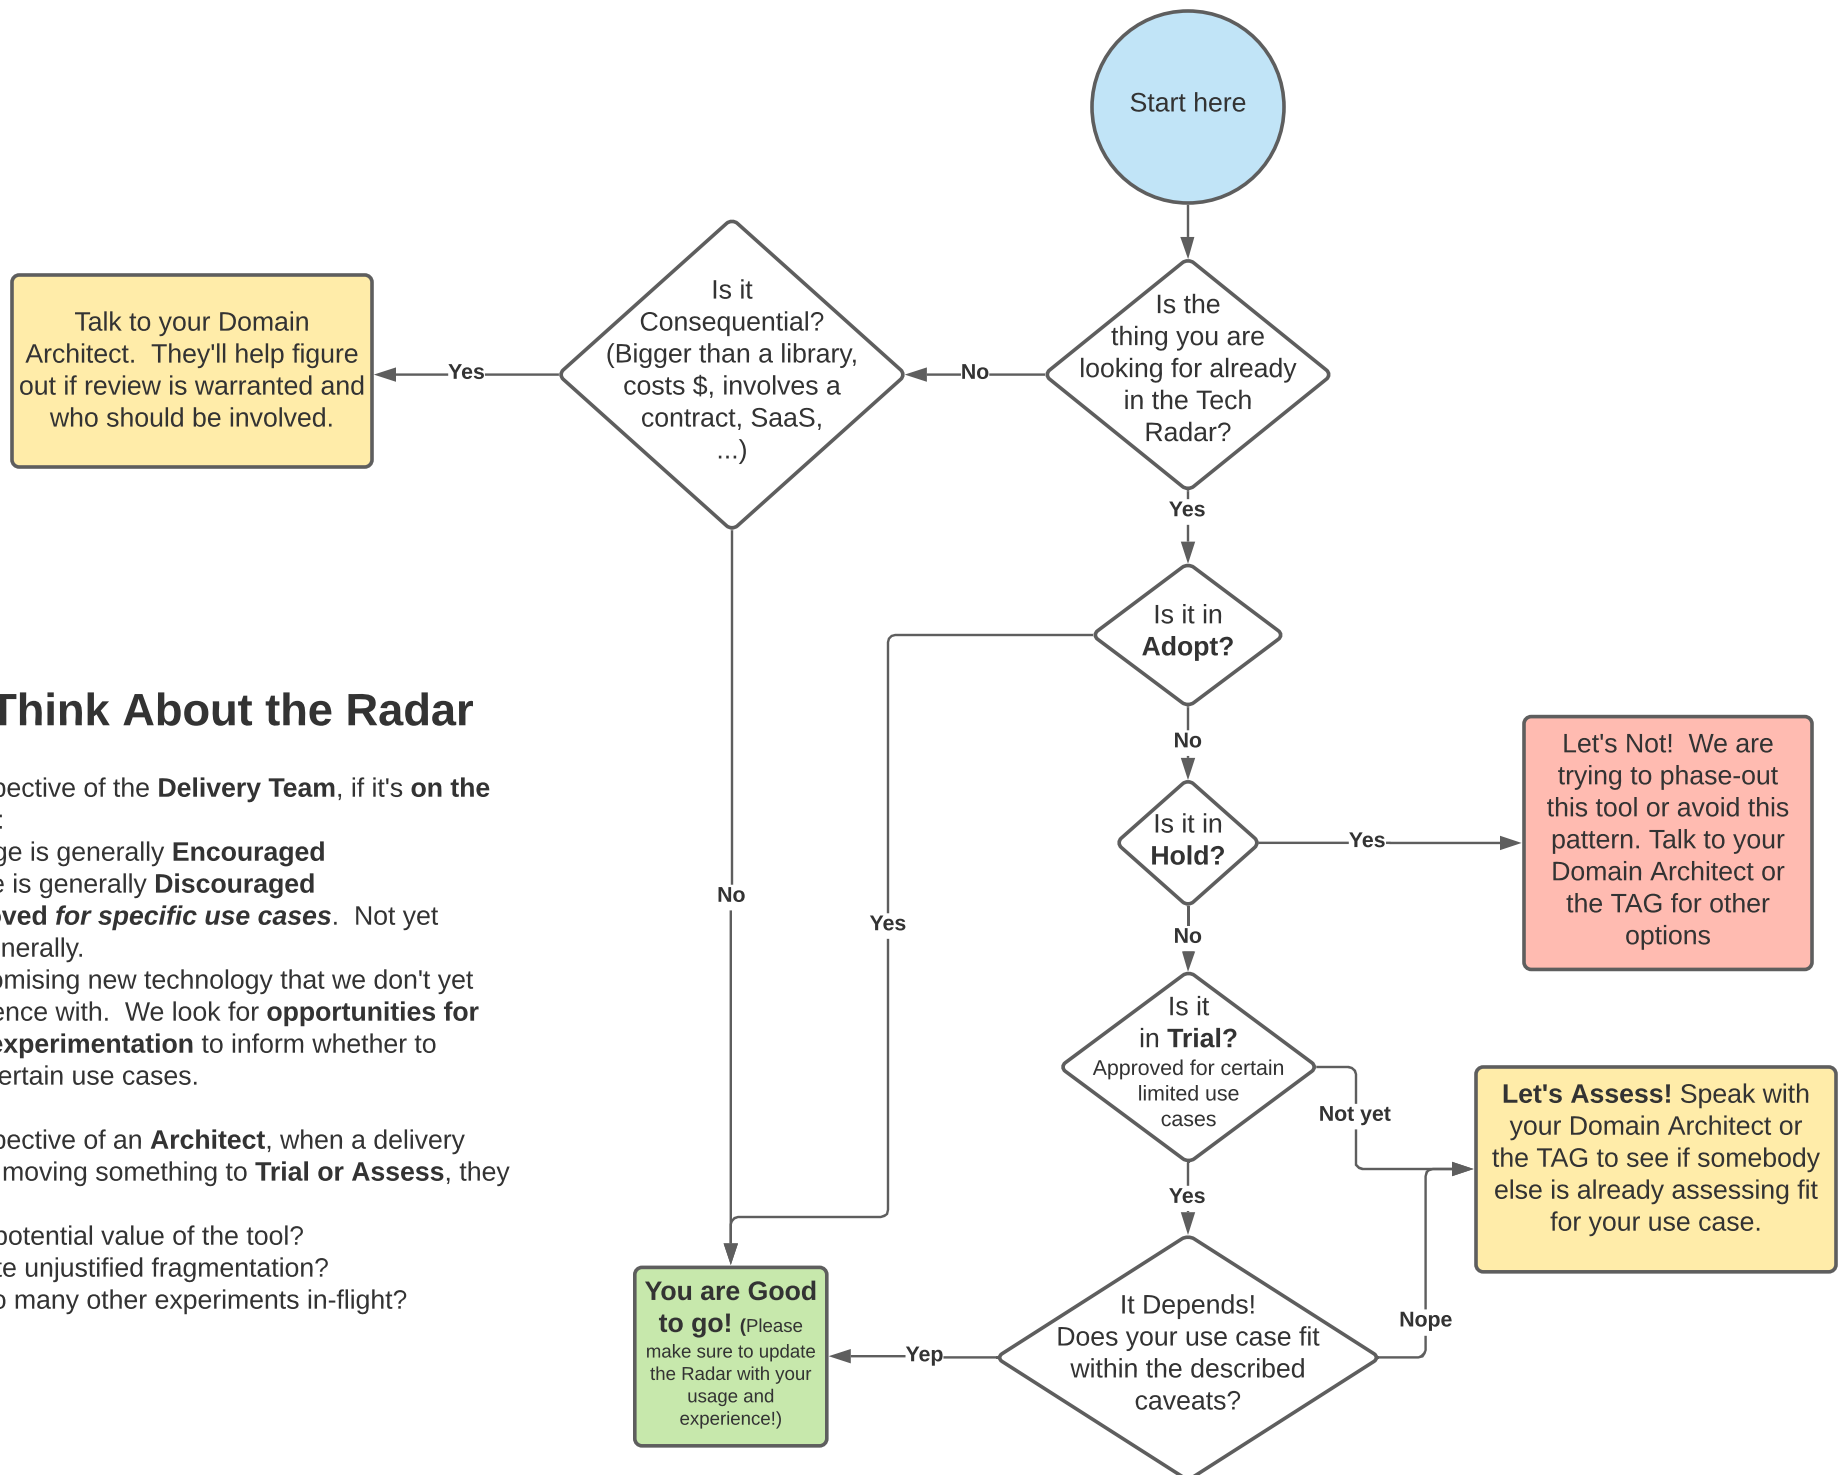 Start here
Is the
thing you are
looking for already
in the Tech
Radar?
No
Is it
Consequential?
(Bigger than a library,
costs $, involves a
contract, SaaS,
...)
Yes
Talk to your Domain
Architect.  They'll help figure
out if review is warranted and
who should be involved.
Yes
Is it in
Adopt?
No
Yes
No
Is it in
Hold?
Yes
Let's Not!  We are
trying to phase-out
this tool or avoid this
pattern. Talk to your
Domain Architect or
the TAG for other
options
No
Is it
in Trial?
Approved for certain
limited use
cases
Not yet
Let's Assess! Speak with
your Domain Architect or
the TAG to see if somebody
else is already assessing fit
for your use case.
Yes
It Depends!
Does your use case fit
within the described
caveats?
Nope
Yep
You are Good
to go! (Please
make sure to update
the Radar with your
usage and
experience!)
Think About the Radar
pective of the Delivery Team, if it's on the
:
ge is generally Encouraged
e is generally Discouraged
oved for specific use cases.  Not yet
nerally.
omising new technology that we don't yet
ence with.  We look for opportunities for
experimentation to inform whether to
ertain use cases.
pective of an Architect, when a delivery
moving something to Trial or Assess, they
potential value of the tool?
te unjustified fragmentation?
o many other experiments in-flight?